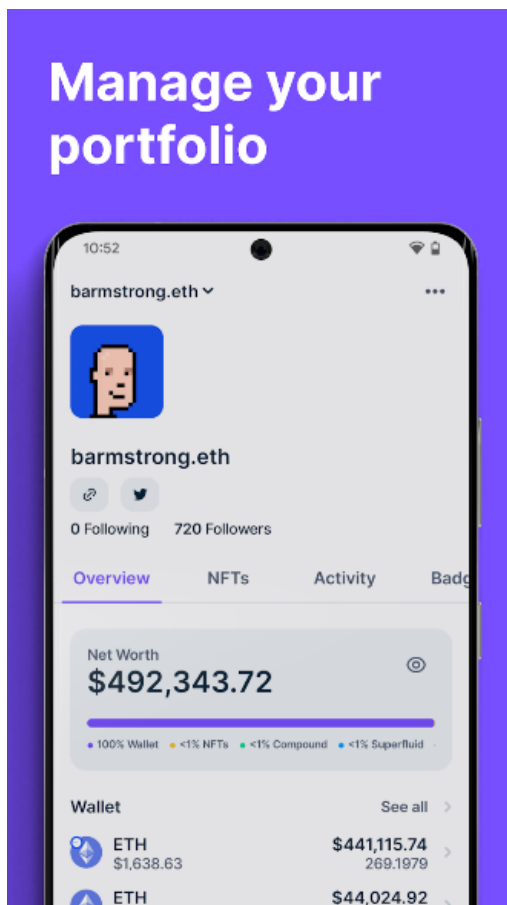 Manage your
portfolio
10:52
barmstrong.eth
barmstrong.eth
0 Following 720 Followers
Overview NFTs Activity Badg
Net Worth
$492,343.72
100% Wallet <1% NFTs <1% Compound <1% Superfluid
Wallet See all
ETH $441,115.74
$1,638.63 269.1979
ETH $44,024.92